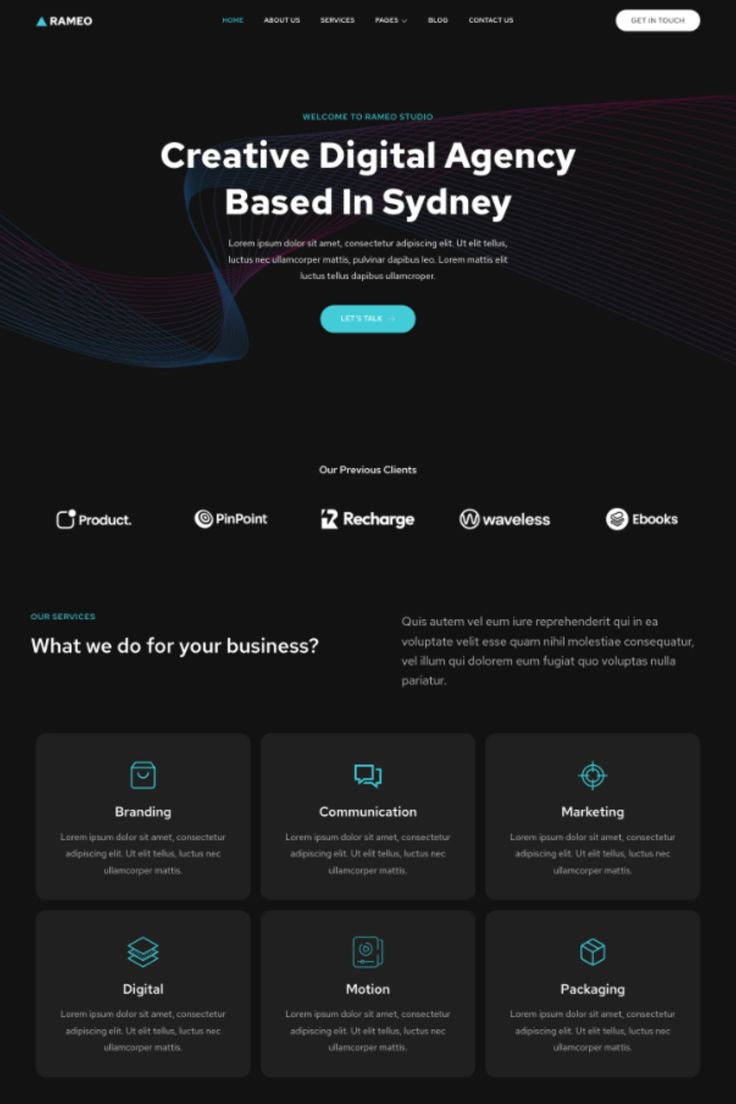 RAMEO
HOME ABOUT US SERVICES PAGES BLOG CONTACT US
GET IN TOUCH
WELCOME TO RAMEO STUDIO
Creative Digital Agency
Based In Sydney
Lorem ipsum dolor sit amet, consectetur adipiscing elit. Ut elit tellus,
luctus nec ullamcorper mattis, pulvinar dapibus leo. Lorem mattis elit
luctus tellus dapibus ullamcroper.
LET'S TALK
Our Previous Clients
Product.
PinPoint
Recharge
waveless
Ebooks
OUR SERVICES
What we do for your business?
Quis autem vel eum iure reprehenderit qui in ea
voluptate velit esse quam nihil molestiae consequatur,
vel illum qui dolorem eum fugiat quo voluptas nulla
pariatur.
Branding
Lorem ipsum dolor sit amet, consectetur
adipiscing elit. Ut elit tellus, luctus nec
ullamcorper mattis.
Communication
Lorem ipsum dolor sit amet, consectetur
adipiscing elit. Ut elit tellus, luctus nec
ullamcorper mattis.
Marketing
Lorem ipsum dolor sit amet, consectetur
adipiscing elit. Ut elit tellus, luctus nec
ullamcorper mattis.
Digital
Lorem ipsum dolor sit amet, consectetur
adipiscing elit. Ut elit tellus, luctus nec
ullamcorper mattis.
Motion
Lorem ipsum dolor sit amet, consectetur
adipiscing elit. Ut elit tellus, luctus nec
ullamcorper mattis.
Packaging
Lorem ipsum dolor sit amet, consectetur
adipiscing elit. Ut elit tellus, luctus nec
ullamcorper mattis.